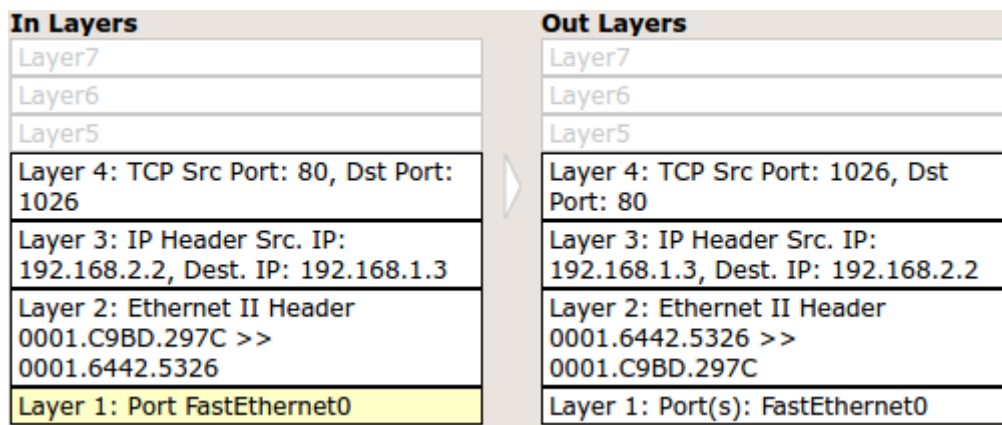 In Layers
Layer7
Layer6
Layer5
Layer 4: TCP Src Port: 80, Dst Port:
1026
Layer 3: IP Header Src. IP:
192.168.2.2, Dest. IP: 192.168.1.3
Layer 2: Ethernet II Header
0001.C9BD.297C >>
0001.6442.5326
Layer 1: Port FastEthernet0
Out Layers
Layer7
Layer6
Layer5
Layer 4: TCP Src Port: 1026, Dst
Port: 80
Layer 3: IP Header Src. IP:
192.168.1.3, Dest. IP: 192.168.2.2
Layer 2: Ethernet II Header
0001.6442.5326 >>
0001.C9BD.297C
Layer 1: Port(s): FastEthernet0